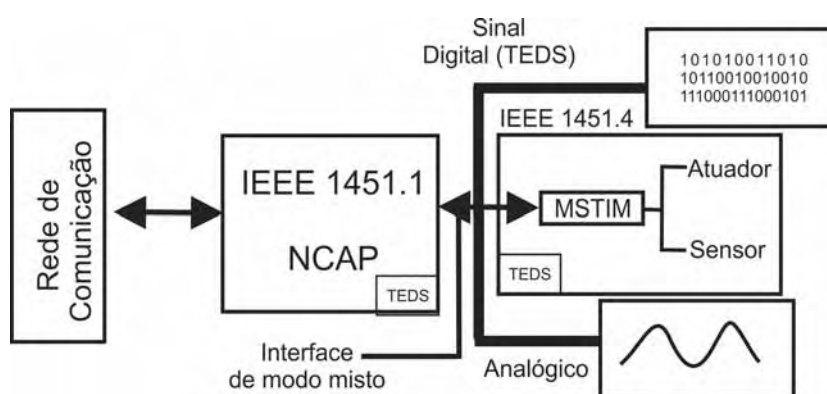 Sinal
Digital (TEDS)
101010011010
10110010010010
111000111000101
IEEE 1451.4
Rede de
Comunicação
IEEE 1451.1
NCAP
TEDS
MSTIM
Atuador
Sensor
TEDS
Interface
de modo misto
Analógico